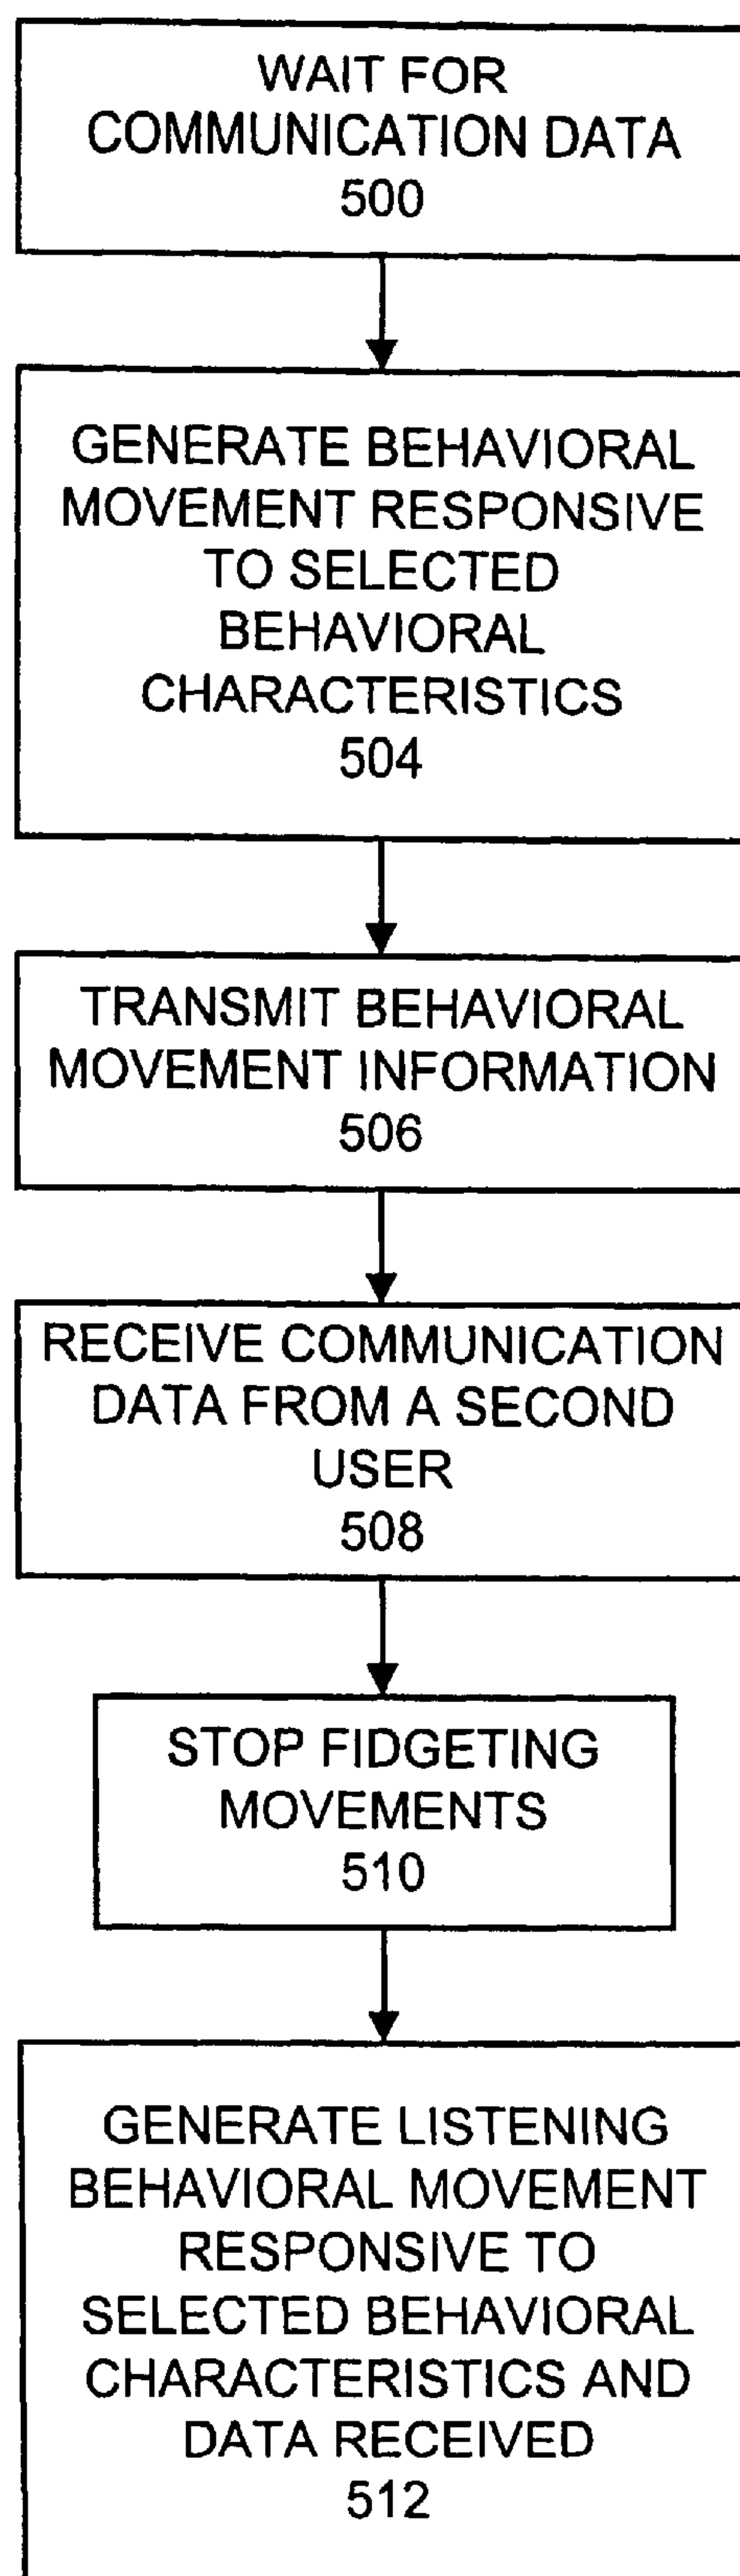 WAIT FOR
COMMUNICATION DATA
500
GENERATE BEHAVIORAL
MOVEMENT RESPONSIVE
TO SELECTED
BEHAVIORAL
CHARACTERISTICS
504
TRANSMIT BEHAVIORAL
MOVEMENT INFORMATION
506
RECEIVE COMMUNICATION
DATA FROM A SECOND
USER
508
STOP FIDGETING
MOVEMENTS
510
GENERATE LISTENING
BEHAVIORAL MOVEMENT
RESPONSIVE TO
SELECTED BEHAVIORAL
CHARACTERISTICS AND
DATA RECEIVED
512